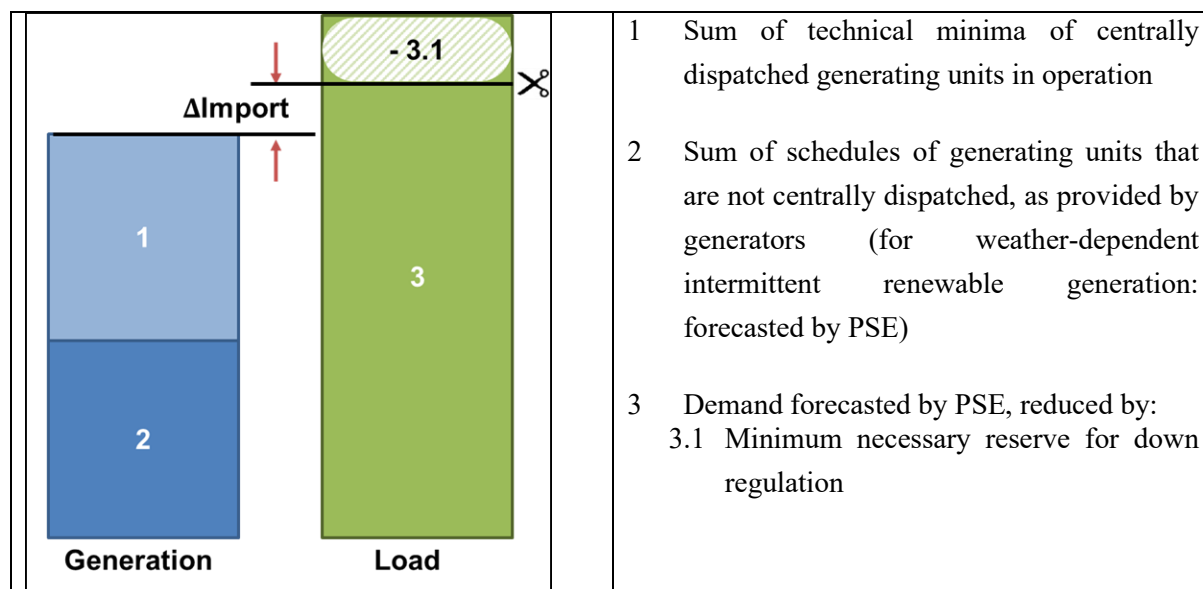 - 3.1
ΔImport
1
3
2
Generation
Load
1 Sum of technical minima of centrally
dispatched generating units in operation
2 Sum of schedules of generating units that
are not centrally dispatched, as provided by
generators (for weather-dependent
intermittent renewable generation:
forecasted by PSE)
3 Demand forecasted by PSE, reduced by:
3.1 Minimum necessary reserve for down
regulation